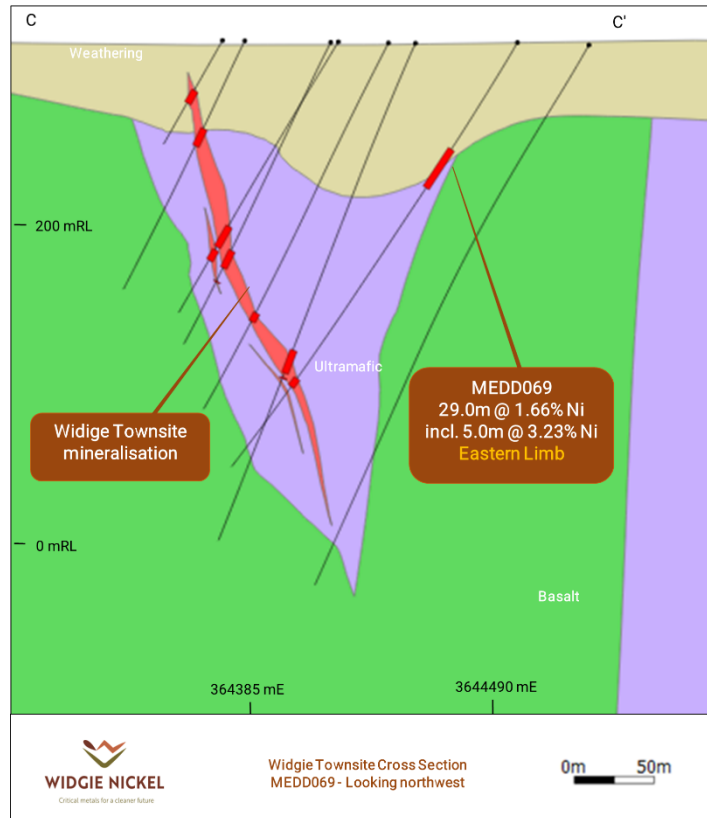 C
C'
Weathering
200 mRL
Ultramafic
MEDD069
29.0m @ 1.66% Ni
incl. 5.0m @ 3.23% Ni
Eastern Limb
Widige Townsite
mineralisation
0 mRL
Basalt
364385 mE
3644490 mE
WIDGIE NICKEL
Critical metals for a cleaner future
Widgie Townsite Cross Section
MEDD069 - Looking northwest
0m
50m